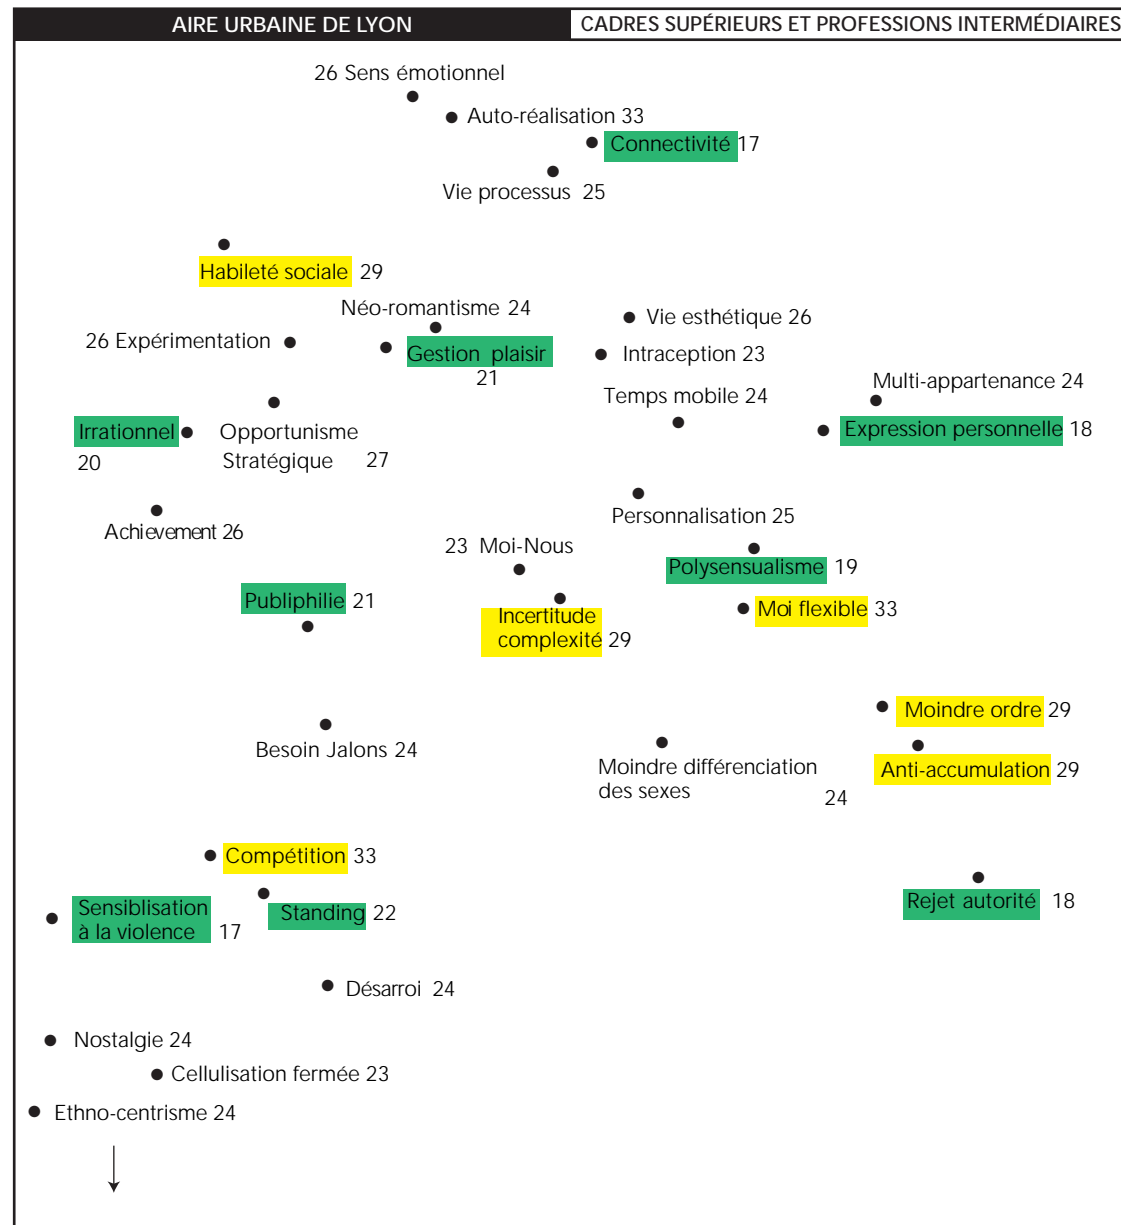 AIRE URBAINE DE LYON
CADRES SUPÉRIEURS ET PROFESSIONS INTERMÉDIAIRES
26 Sens émotionnel
Auto-réalisation 33
Connectivité 17
Vie processus 25
Habileté sociale 29
Néo-romantisme 24
Vie esthétique 26
26 Expérimentation
Gestion plaisir
21
Intraception 23
Multi-appartenance 24
Temps mobile 24
Irrationnel
20
Opportunisme
Stratégique 27
Expression personnelle 18
Achievement 26
Personnalisation 25
23 Moi-Nous
Polysensualisme 19
Publiphilie 21
Incertitude
complexité 29
Moi flexible 33
Moindre ordre 29
Besoin Jalons 24
Moindre différenciation
des sexes
24
Anti-accumulation 29
Compétition 33
Sensiblisation
à la violence 17
Standing 22
Rejet autorité 18
Désarroi 24
Nostalgie 24
Cellulisation fermée 23
Ethno-centrisme 24